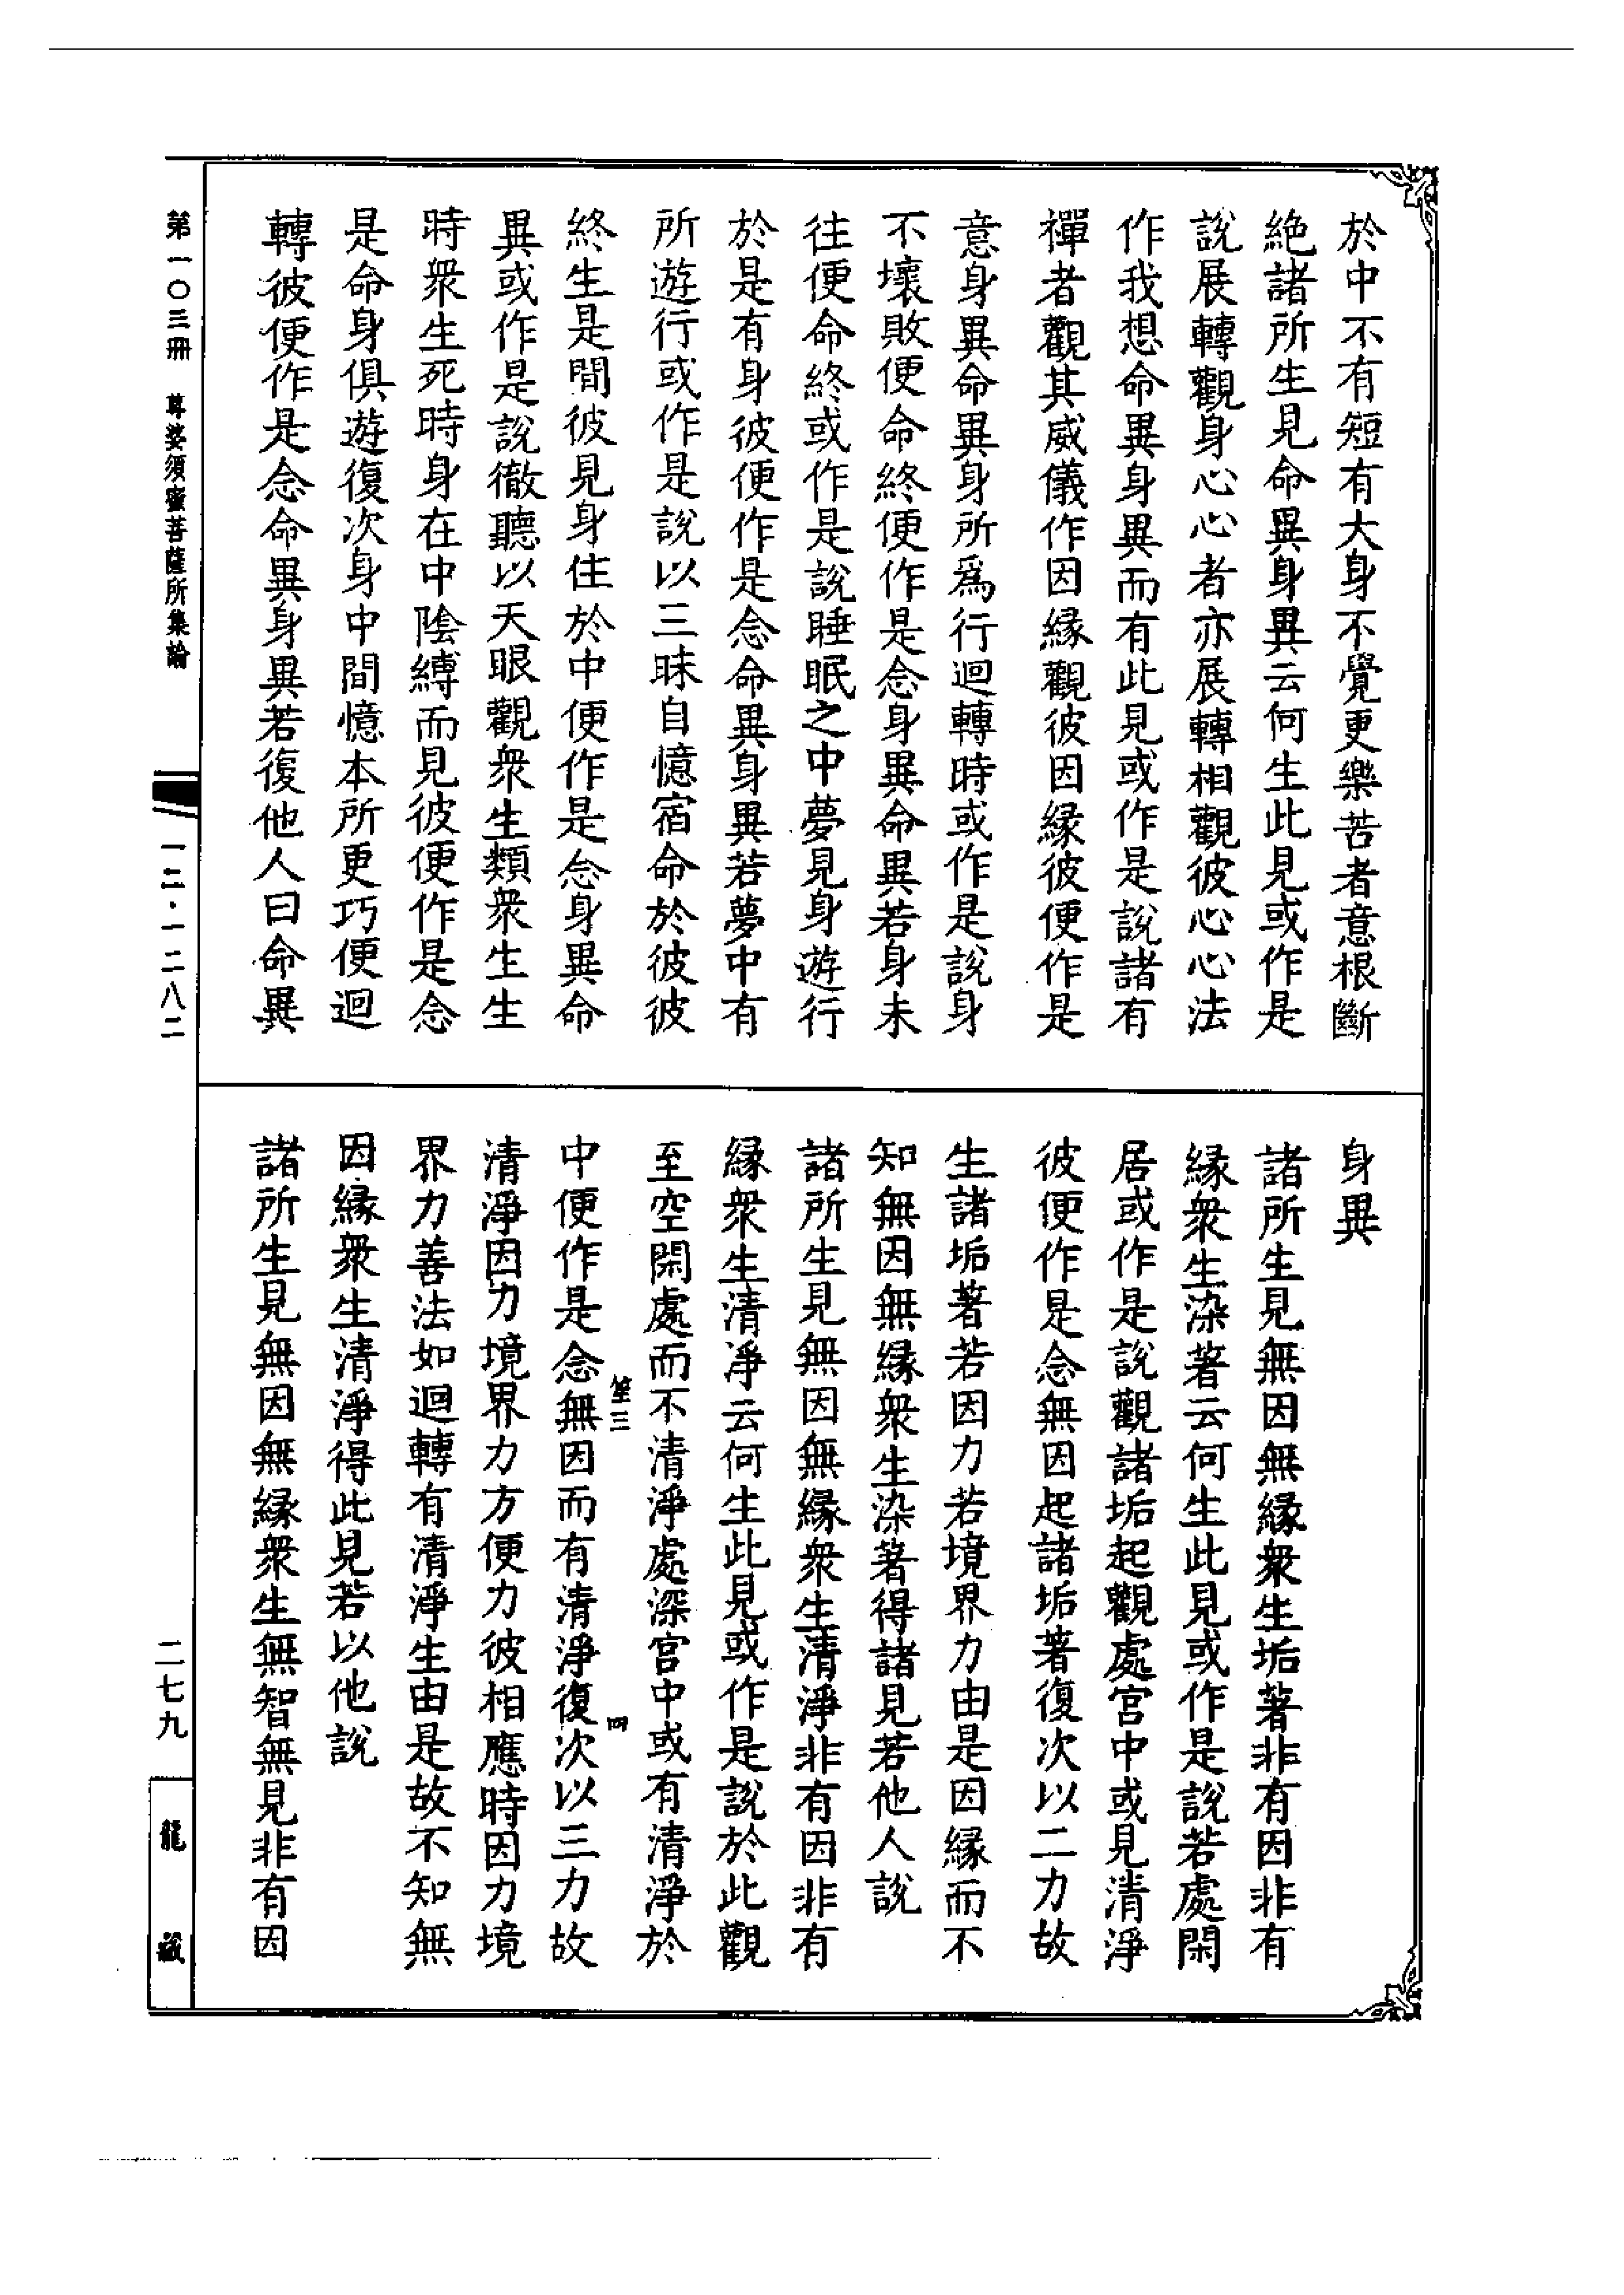 於中不有短有大身不覺更樂苦者意根斷
絶諸所生見命異身異云何生此見或作是
說展轉觀身心心者亦展轉相觀彼心心法
作我想命異身異而有此見或作是說諸有
禪者觀其威儀作因緣觀彼因緣彼便作是
意身異命異身所爲行迴轉時或作是說身
不壞敗便命終便作是念身異命異若身未
往便命終或作是說睡眠之中夢見身遊行
於是有身彼便作是念命異身異若夢中有
所遊行或作是說以三昧自憶宿命於彼彼
終生是間彼見身住於中便作是念身異命
異或作是說徹聽以天眼觀衆生類衆生生
時衆生死時身在中陰縛而見彼便作是念
是命身俱遊復次身中間憶本所更巧便迴
轉彼便作是念命異身異若復他人曰命異
身異
諸所生見無因無緣衆生垢著非有因非有
緣衆生染著云何生此見或作是說若處閑
居或作是說觀諸垢起觀處宮中或見清淨
彼便作是念無因起諸垢著復次以二力故
生諸垢著若因力若境界力由是因緣而不
知無因無緣衆生染著得諸見若他人說
諸所生見無因無緣衆生清淨非有因非有
緣衆生清淨云何生此見或作是說於此觀
至空閑處而不清淨處深宮中或有清淨於
中便作是念無因而有清淨復次以三力故
清淨因力境界力方便力彼相應時因力境
界力善法如迴轉有清淨生由是故不知無
因緣衆生清淨得此見若以他說
諸所生見無因無緣衆生無智無見非有因
笙三
四
第一〇三冊 尊婆須蜜菩薩所集論
一二·一二八二
二七九
龍藏